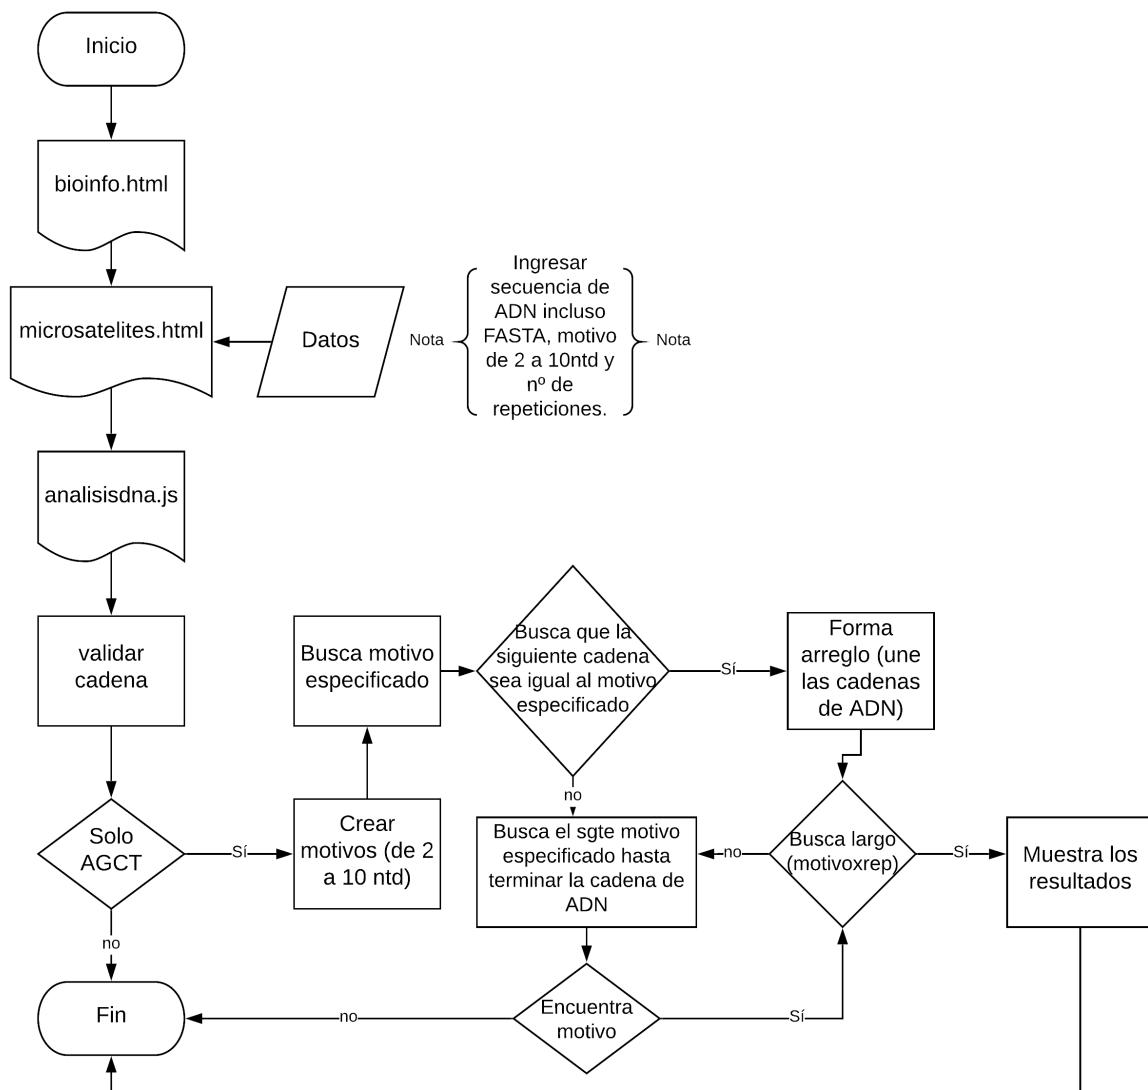 Inicio
bioinfo.html
microsatelites.html
Datos
Nota
Ingresar
secuencia de
ADN incluso
FASTA, motivo
de 2 a 10ntd y
nº de
repeticiones.
Nota
analisisdna.js
validar
cadena
Busca motivo
especificado
Busca que la
siguiente cadena
sea igual al motivo
especificado
Sí
Forma
arreglo (une
las cadenas
de ADN)
no
Solo
AGCT
Sí
Crear
motivos (de 2
a 10 ntd)
Busca el sgte motivo
especificado hasta
terminar la cadena de
ADN
no
Busca largo
(motivoxrep)
Sí
Muestra los
resultados
no
Fin
no
Encuentra
motivo
Sí